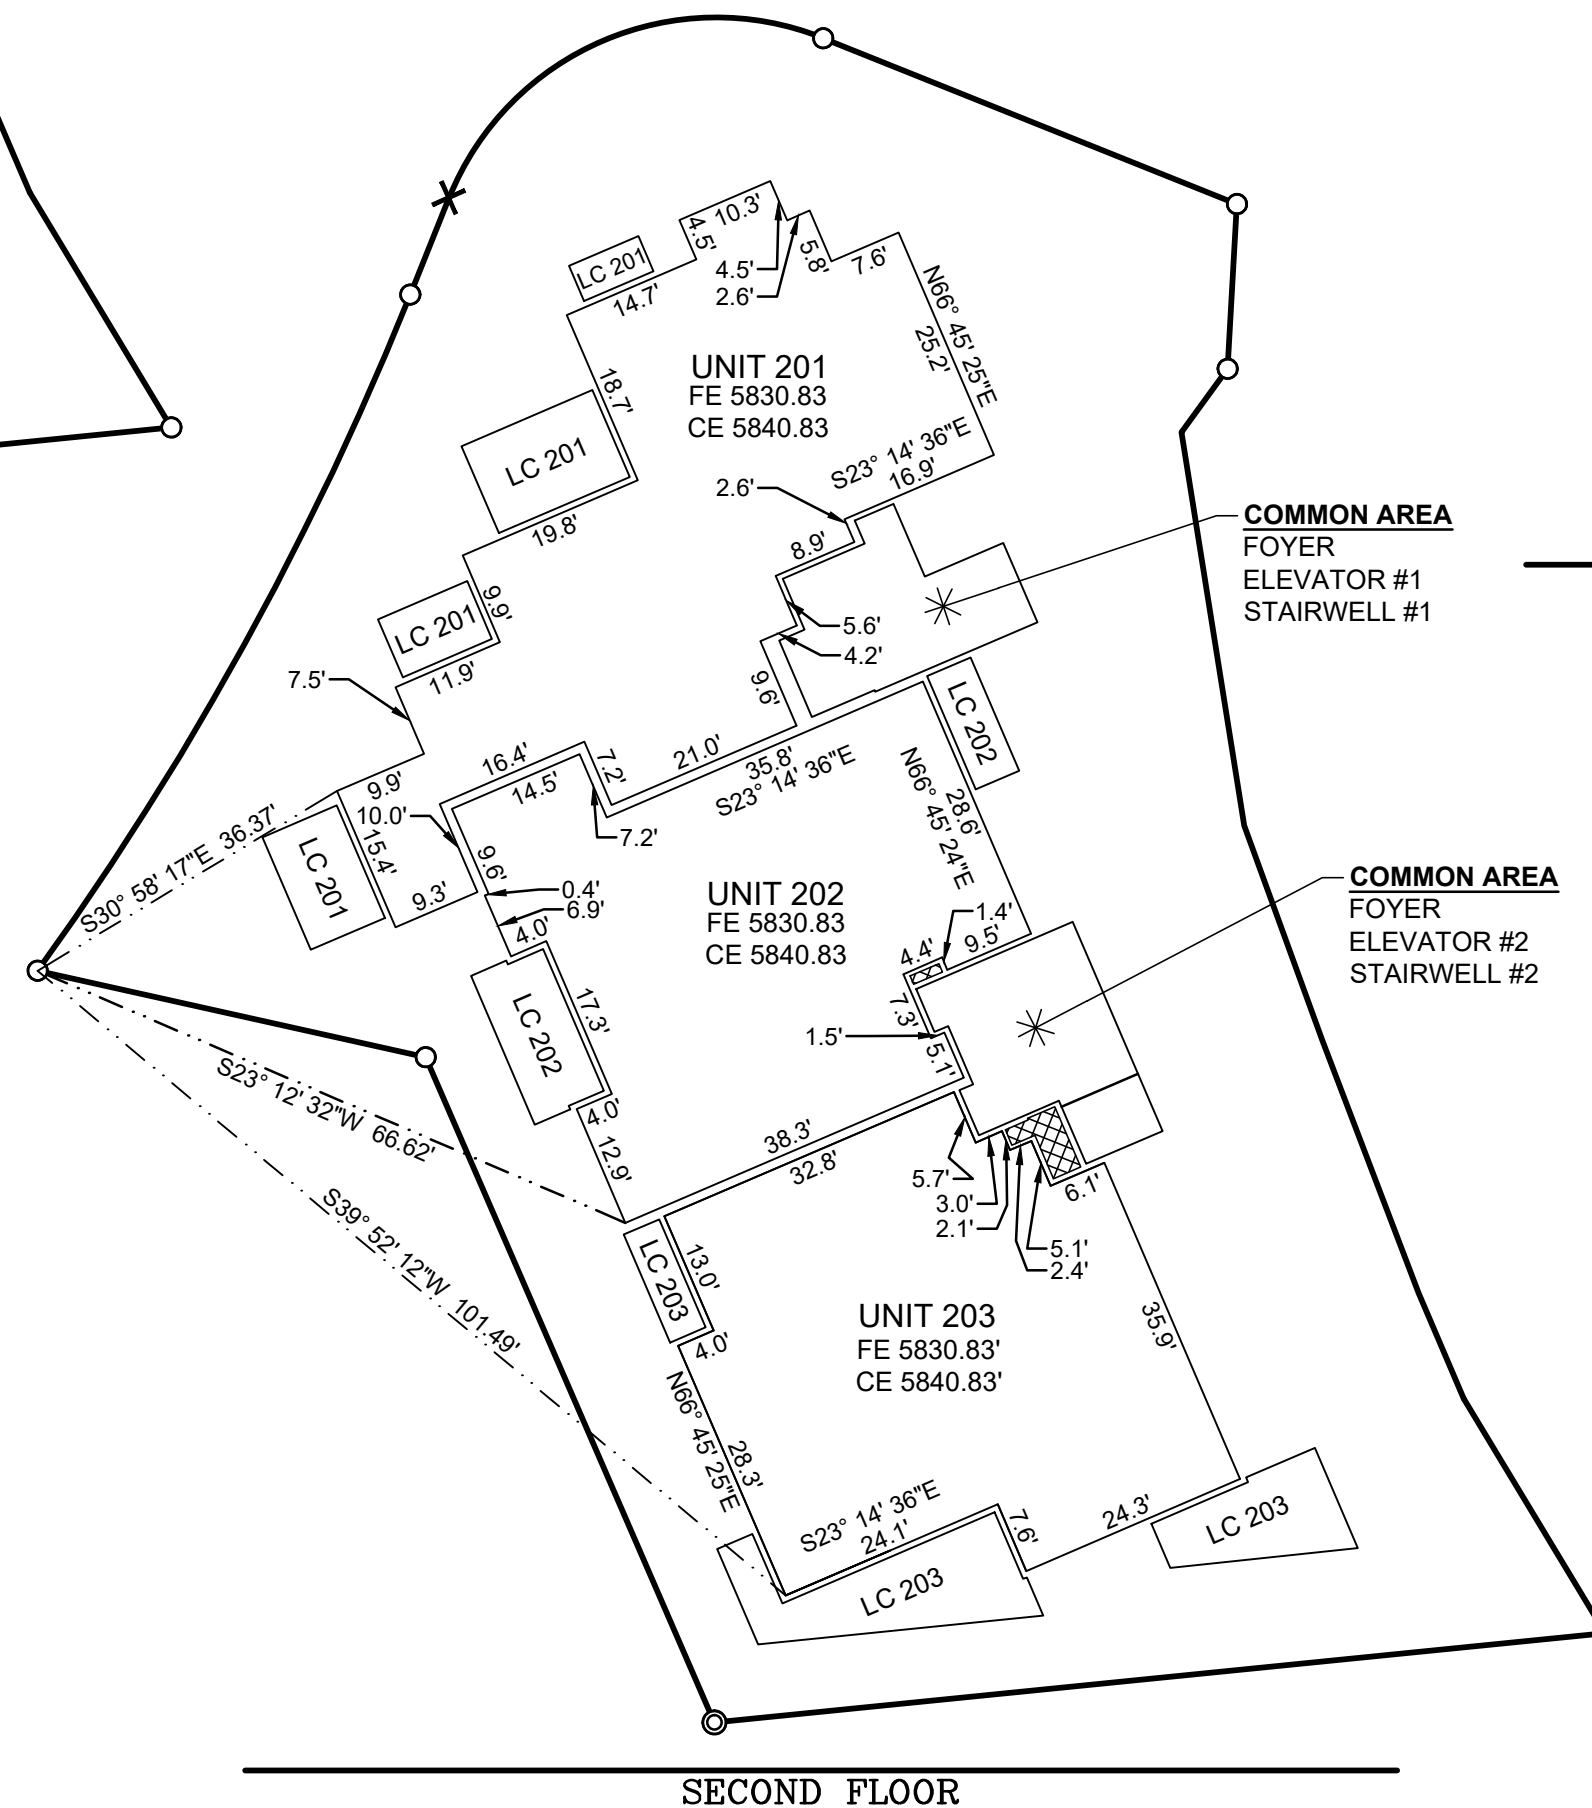 10.3'
4.5'
LC 201
4.5'
2.6'
5.8'
7.6'
14.7'
N66° 45' 25"E
25.2'
UNIT 201
FE 5830.83
CE 5840.83
18.7'
LC 201
S23° 14' 36"E
16.9'
2.6'
19.8'
8.9'
COMMON AREA
FOYER
ELEVATOR #1
STAIRWELL #1
9.9'
LC 201
5.6'
4.2'
7.5'
11.9'
9.6'
LC 202
16.4'
7.2'
21.0'
35.8'
S23° 14' 36"E
9.9'
14.5'
10.0'
7.2'
N66° 45' 24"E
28.6'
S30° 58' 17"E 36.37'
15.4'
LC 201
9.6'
9.3'
0.4'
6.9'
4.0'
UNIT 202
FE 5830.83
CE 5840.83
1.4'
4.4'
9.5'
COMMON AREA
FOYER
ELEVATOR #2
STAIRWELL #2
7.3'
1.5'
5.1'
17.3'
LC 202
S23° 12' 32"W 66.62'
4.0'
12.9'
38.3'
32.8'
5.7'
3.0'
2.1'
6.1'
5.1'
2.4'
S39° 52' 12"W 101.49'
13.0'
LC 203
4.0'
UNIT 203
FE 5830.83'
CE 5840.83'
35.9'
N66° 45' 25"E
28.3'
S23° 14' 36"E
24.1'
7.6'
24.3'
LC 203
LC 203
SECOND FLOOR